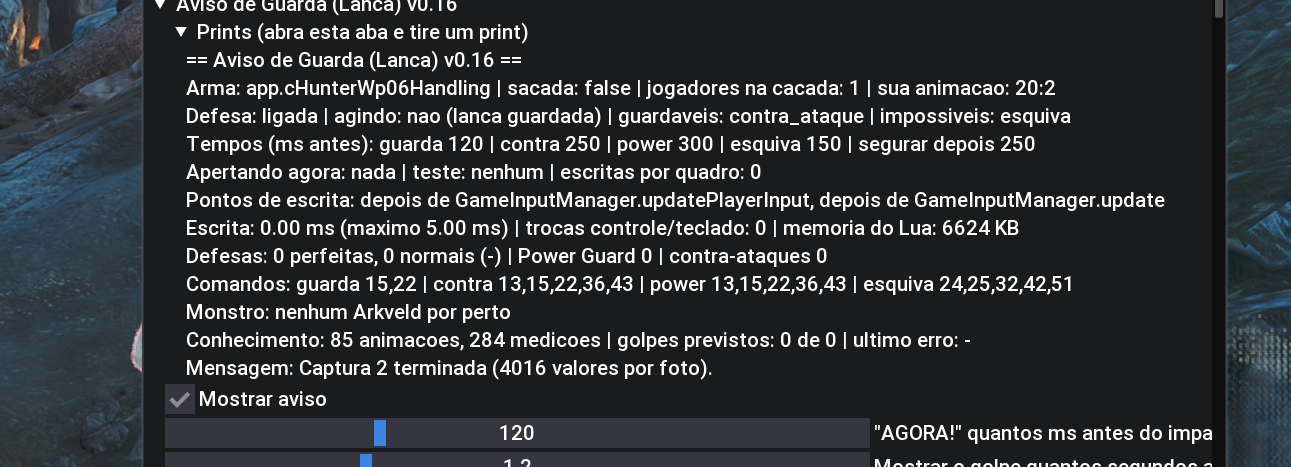 Aviso de Guarda (Lanca) v0.16
Prints (abra esta aba e tire um print)
== Aviso de Guarda (Lanca) v0.16 ==
Arma: app.cHunterWp06Handling | sacada: false | jogadores na cacada: 1 | sua animacao: 20:2
Defesa: ligada | agindo: nao (lanca guardada) | guardaveis: contra_ataque | impossiveis: esquiva
Tempos (ms antes): guarda 120 | contra 250 | power 300 | esquiva 150 | segurar depois 250
Apertando agora: nada | teste: nenhum | escritas por quadro: 0
Pontos de escrita: depois de GameInputManager.updatePlayerInput, depois de GameInputManager.update
Escrita: 0.00 ms (maximo 5.00 ms) | trocas controle/teclado: 0 | memoria do Lua: 6624 KB
Defesas: 0 perfeitas, 0 normais (-) | Power Guard 0 | contra-ataques 0
Comandos: guarda 15,22 | contra 13,15,22,36,43 | power 13,15,22,36,43 | esquiva 24,25,32,42,51
Monstro: nenhum Arkveld por perto
Conhecimento: 85 animacoes, 284 medicoes | golpes previstos: 0 de 0 | ultimo erro: -
Mensagem: Captura 2 terminada (4016 valores por foto).
Mostrar aviso
120 "AGORA!" quantos ms antes do impa
1.2 Mostrar o golpe quantos segundos a